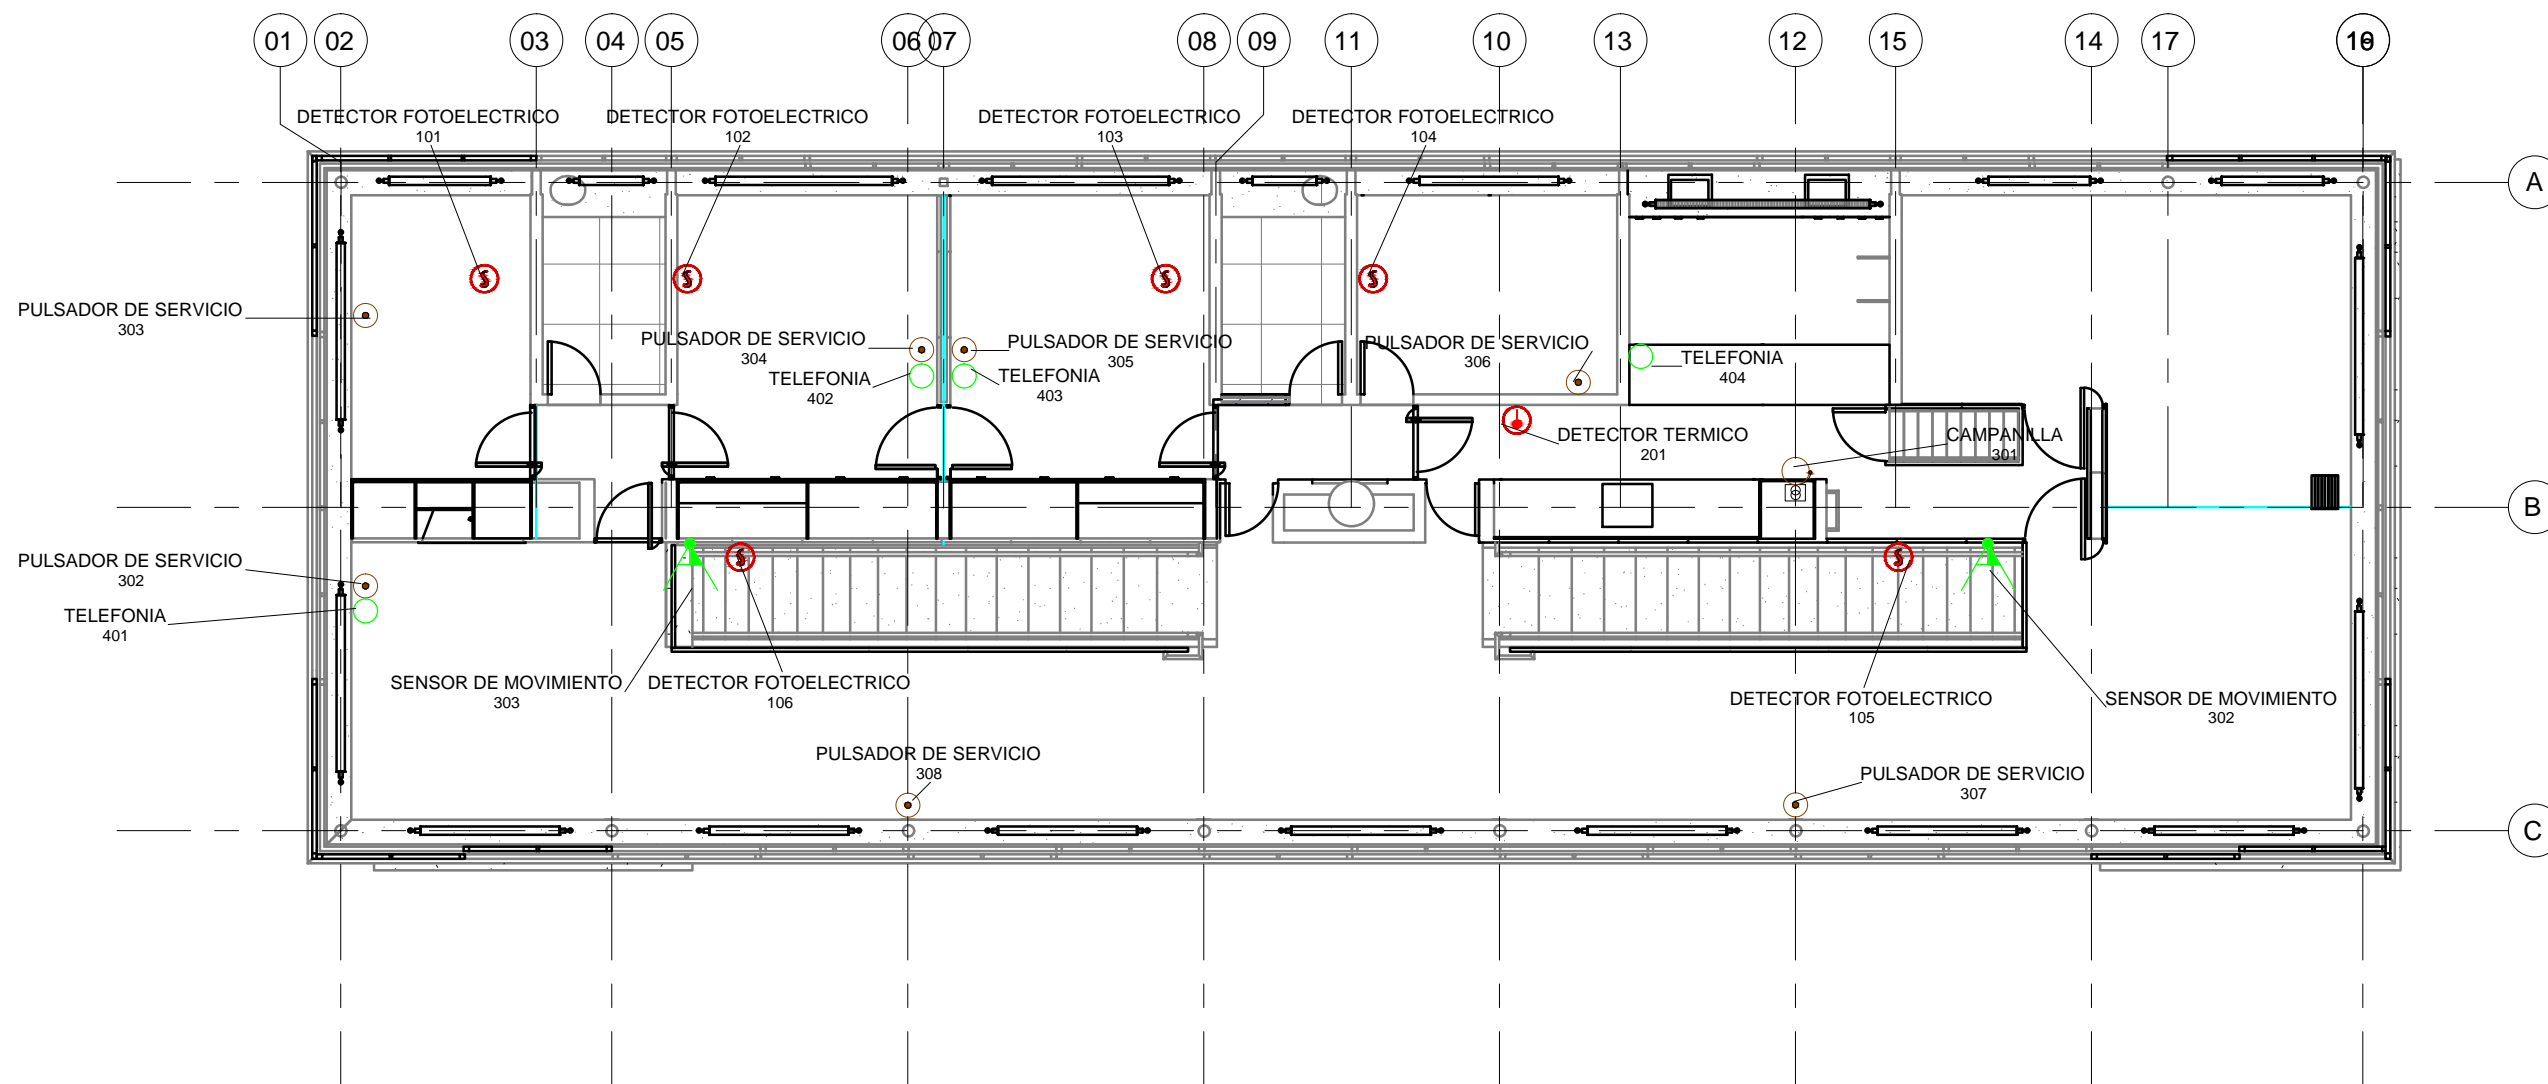 01
02
03
04
05
06
07
08
09
11
10
13
12
15
14
17
16
DETECTOR FOTOELECTRICO
101
DETECTOR FOTOELECTRICO
102
DETECTOR FOTOELECTRICO
103
DETECTOR FOTOELECTRICO
104
A
PULSADOR DE SERVICIO
303
PULSADOR DE SERVICIO
304
PULSADOR DE SERVICIO
305
PULSADOR DE SERVICIO
306
TELEFONIA
402
TELEFONIA
403
TELEFONIA
404
DETECTOR TERMICO
201
CAMPANILLA
301
B
PULSADOR DE SERVICIO
302
TELEFONIA
401
SENSOR DE MOVIMIENTO
303
DETECTOR FOTOELECTRICO
106
DETECTOR FOTOELECTRICO
105
SENSOR DE MOVIMIENTO
302
PULSADOR DE SERVICIO
308
PULSADOR DE SERVICIO
307
C